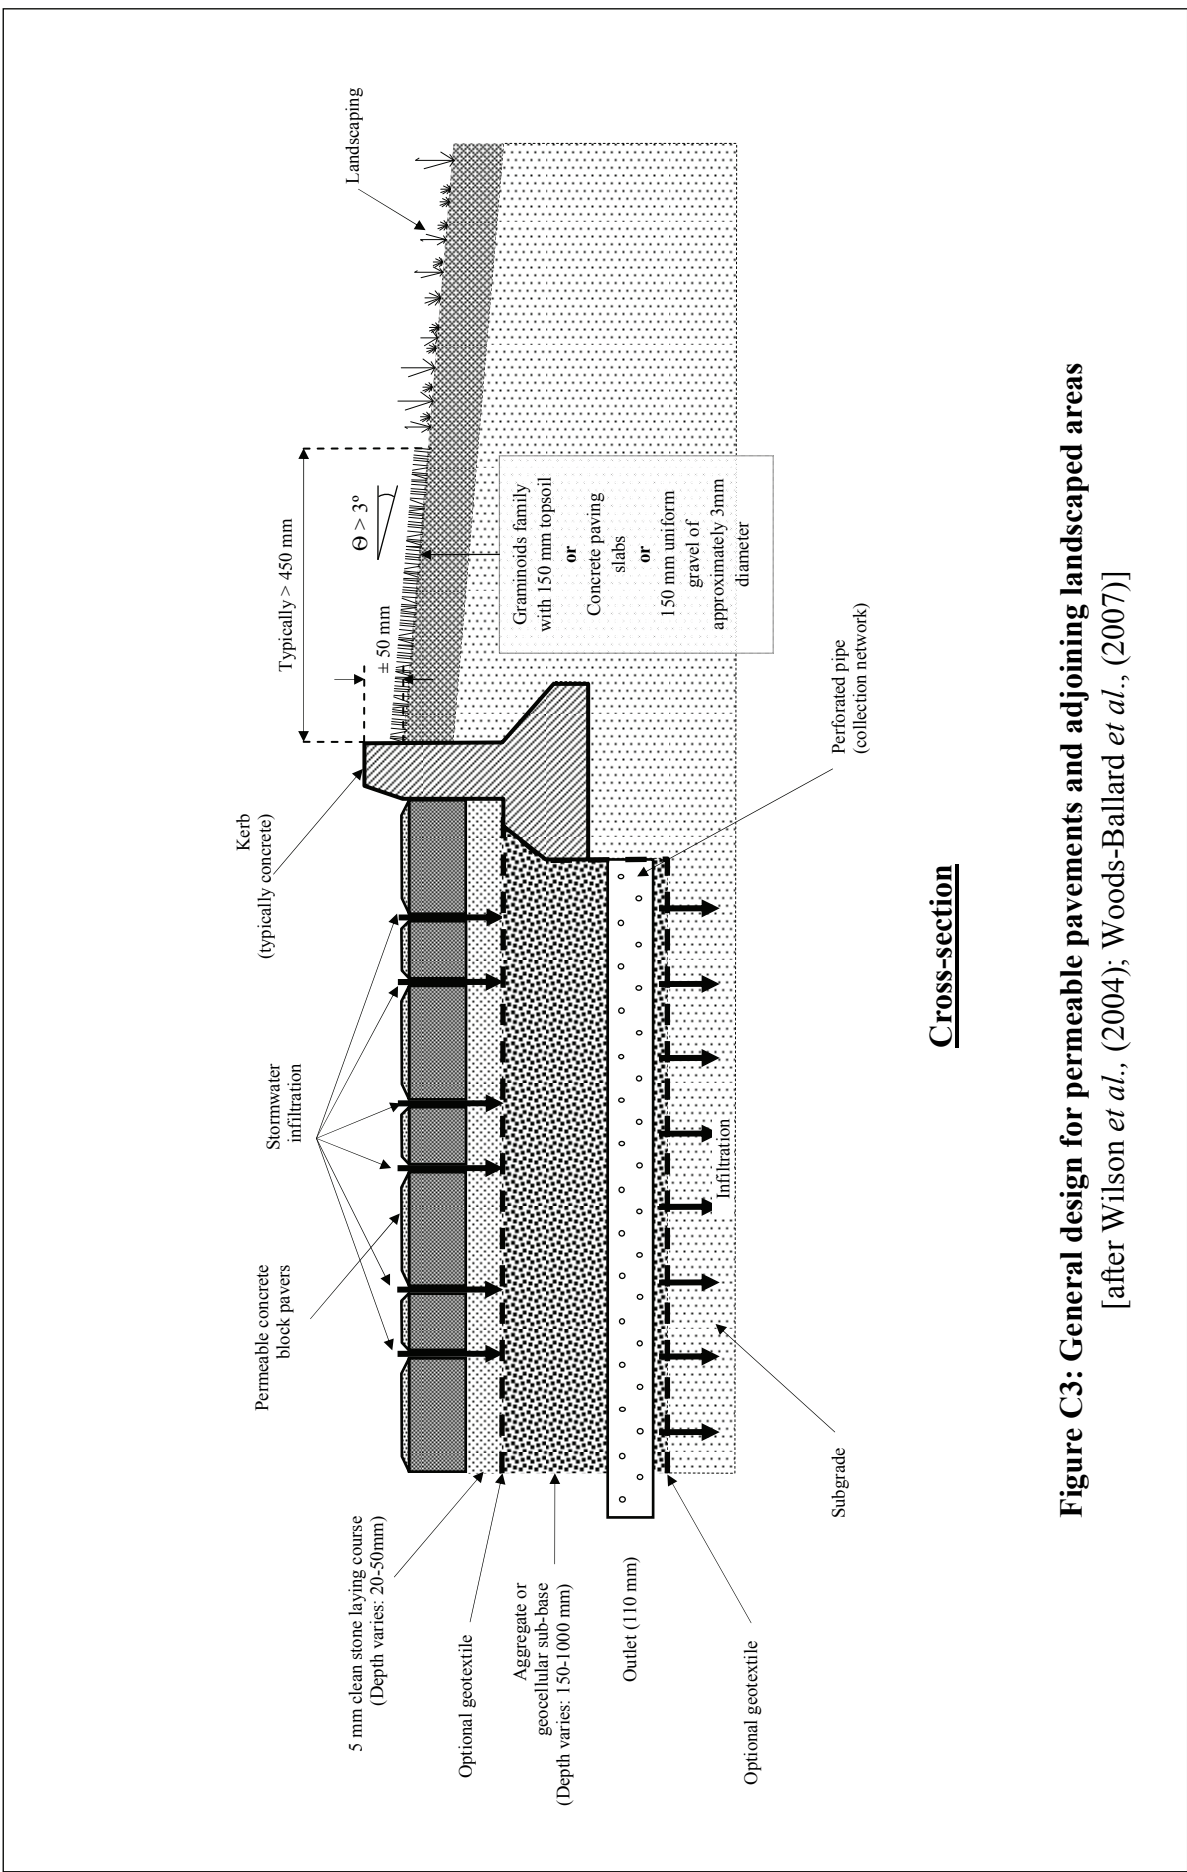 Landscaping
Typically > 450 mm
Θ > 3º
± 50 mm
Kerb
(typically concrete)
Stormwater
infiltration
Permeable concrete
block pavers
5 mm clean stone laying course
(Depth varies: 20-50mm)
Optional geotextile
Aggregate or
geocellular sub-base
(Depth varies: 150-1000 mm)
Outlet (110 mm)
Optional geotextile
Subgrade
Infiltration
Perforated pipe
(collection network)
Graminoids family
with 150 mm topsoil
or
Concrete paving
slabs
or
150 mm uniform
gravel of
approximately 3mm
diameter
Cross-section
Figure C3: General design for permeable pavements and adjoining landscaped areas
[after Wilson et al., (2004); Woods-Ballard et al., (2007)]